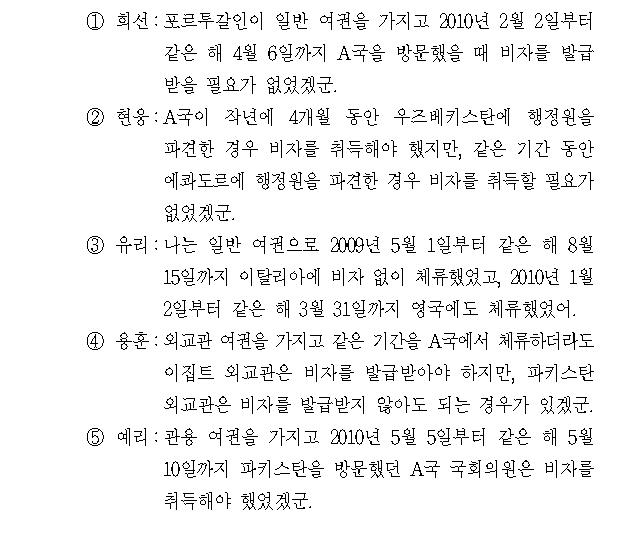 ① 희선 : 포르투갈인이 일반 여권을 가지고 2010년 2월 2일부터
같은 해 4월 6일까지 A국을 방문했을 때 비자를 발급
받을 필요가 없었겠군.
② 현웅 : A국이 작년에 4개월 동안 우즈베키스탄에 행정원을
파견한 경우 비자를 취득해야 했지만, 같은 기간 동안
에콰도르에 행정원을 파견한 경우 비자를 취득할 필요가
없었겠군.
③ 유리 : 나는 일반 여권으로 2009년 5월 1일부터 같은 해 8월
15일까지 이탈리아에 비자 없이 체류했었고, 2010년 1월
2일부터 같은 해 3월 31일까지 영국에도 체류했었어.
④ 용훈 : 외교관 여권을 가지고 같은 기간을 A국에서 체류하더라도
이집트 외교관은 비자를 발급받아야 하지만, 파키스탄
외교관은 비자를 발급받지 않아도 되는 경우가 있겠군.
⑤ 예리 : 관용 여권을 가지고 2010년 5월 5일부터 같은 해 5월
10일까지 파키스탄을 방문했던 A국 국회의원은 비자를
취득해야 했었겠군.